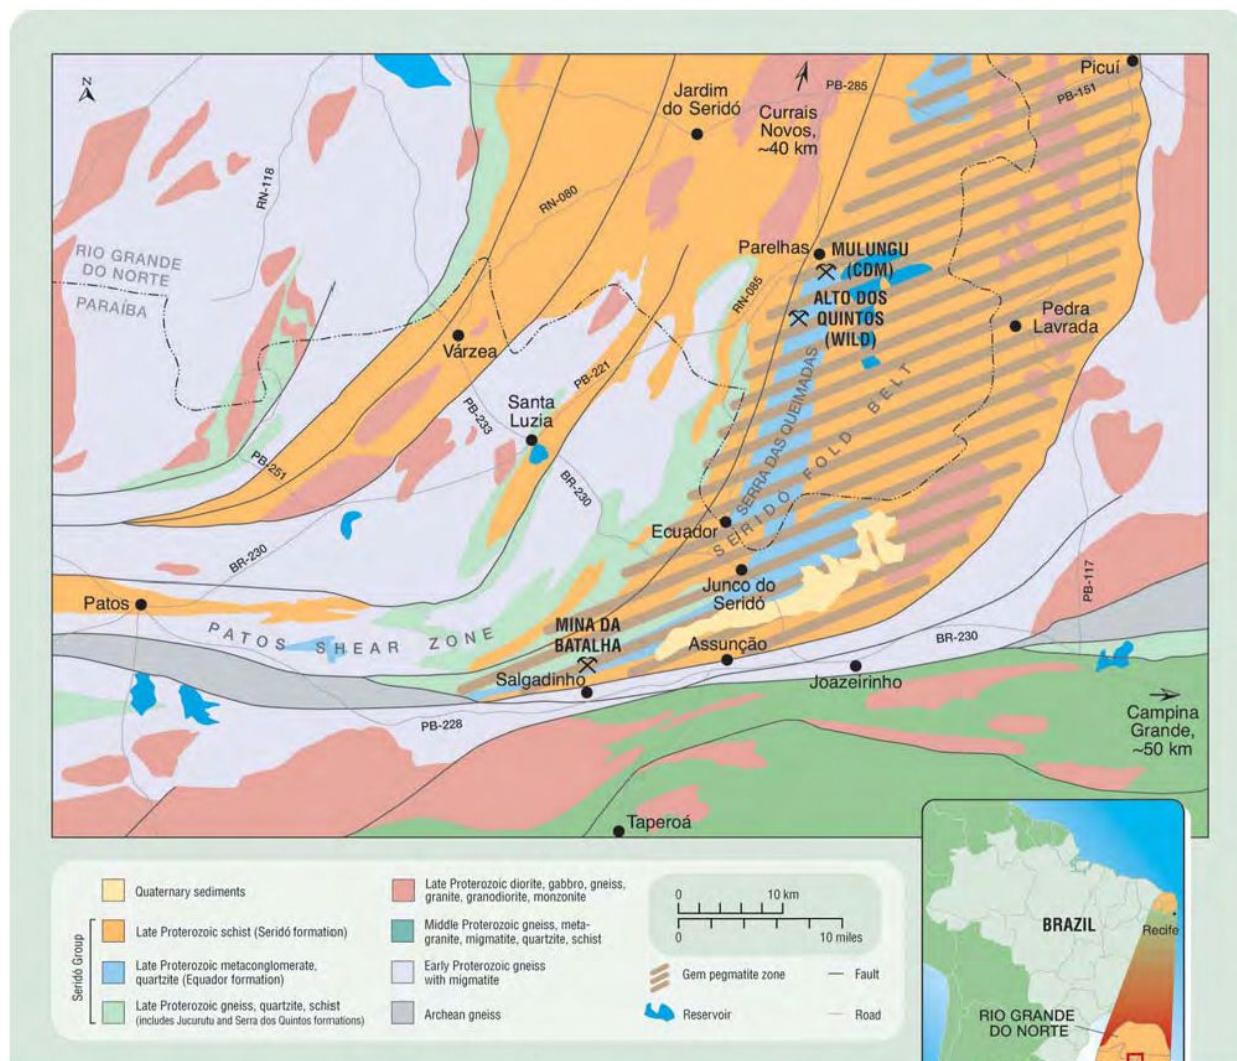 N
Picuí
PB-285
PB-151
Jardim
do Seridó
Currais
Novos,
~40 km
RN-118
RN-080
RIO GRANDE
DO NORTE
PARAÍBA
Parelhas
MULUNGU
(CDM)
ALTO DOS
QUINTOS
(WILD)
RN-085
Pedra
Lavrada
Várzea
PB-221
Santa
Luzia
PB-233
SERRA DAS QUEIMADAS
SERIDO FOLD BELT
PB-251
BR-230
Ecuador
BR-230
Junco do
Seridó
PB-117
Patos
PATOS SHEAR ZONE
MINA DA
BATALHA
Assunção
BR-230
Salgadinho
Joazeirinho
PB-228
Campina
Grande,
~50 km
Taperoá
Seridó Group
Quaternary sediments
Late Proterozoic schist (Seridó formation)
Late Proterozoic metaconglomerate,
quartzite (Equador formation)
Late Proterozoic gneiss, quartzite, schist
(includes Jucurutu and Serra dos Quintos formations)
Late Proterozoic diorite, gabbro, gneiss,
granite, granodiorite, monzonite
Middle Proterozoic gneiss, meta-
granite, migmatite, quartzite, schist
Early Proterozoic gneiss
with migmatite
Archean gneiss
0 10 km
0 10 miles
Gem pegmatite zone
Fault
Reservoir
Road
BRAZIL
Recife
RIO GRANDE
DO NORTE